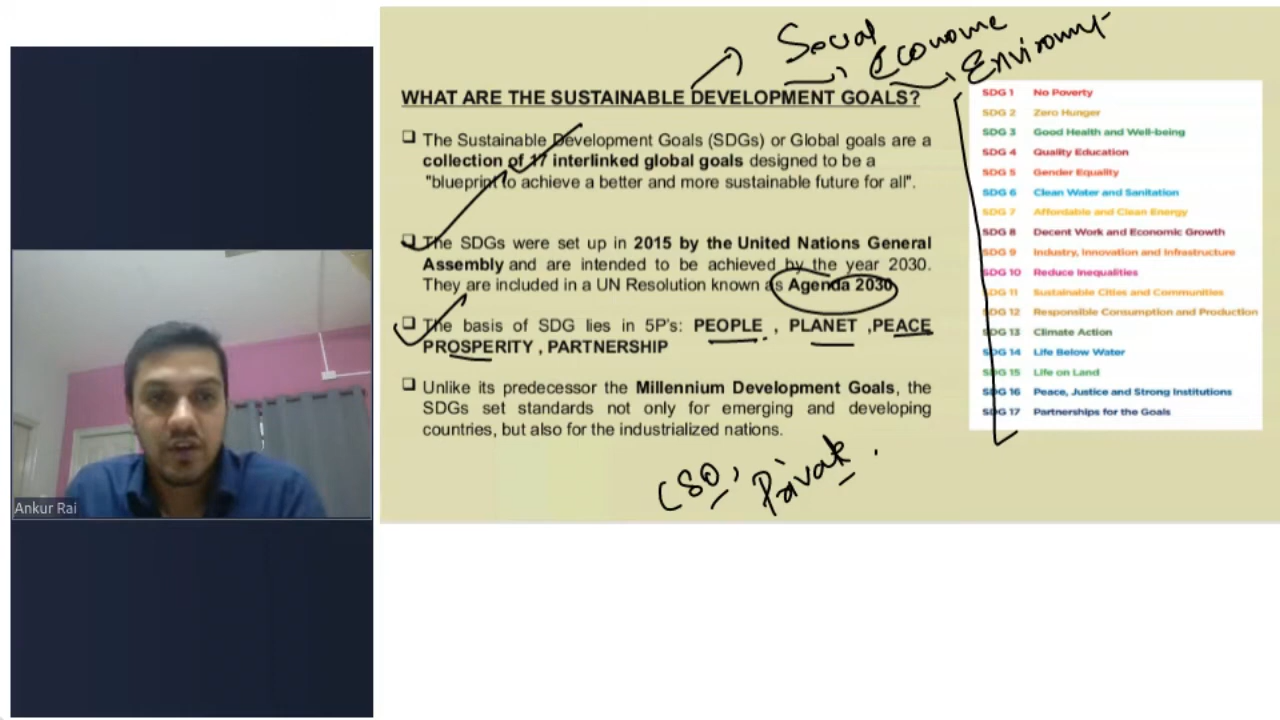 Social
Econome
Enviromy
WHAT ARE THE SUSTAINABLE DEVELOPMENT GOALS?
❑ The Sustainable Development Goals (SDGs) or Global goals are a
collection of 17 interlinked global goals designed to be a
"blueprint to achieve a better and more sustainable future for all".
❑ The SDGs were set up in 2015 by the United Nations General
Assembly and are intended to be achieved by the year 2030.
They are included in a UN Resolution known as Agenda 2030
❑ The basis of SDG lies in 5P's: PEOPLE , PLANET ,PEACE
PROSPERITY , PARTNERSHIP
❑ Unlike its predecessor the Millennium Development Goals, the
SDGs set standards not only for emerging and developing
countries, but also for the industrialized nations.
CSO, Private.
SDG 1 No Poverty
SDG 2 Zero Hunger
SDG 3 Good Health and Well-being
SDG 4 Quality Education
SDG 5 Gender Equality
SDG 6 Clean Water and Sanitation
SDG 7 Affordable and Clean Energy
SDG 8 Decent Work and Economic Growth
SDG 9 Industry, Innovation and Infrastructure
SDG 10 Reduce Inequalities
SDG 11 Sustainable Cities and Communities
SDG 12 Responsible Consumption and Production
SDG 13 Climate Action
SDG 14 Life Below Water
SDG 15 Life on Land
SDG 16 Peace, Justice and Strong Institutions
SDG 17 Partnerships for the Goals
Ankur Rai